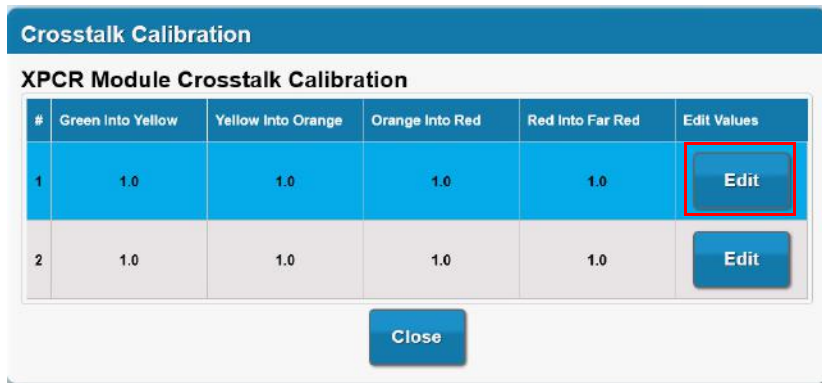 Crosstalk Calibration
XPCR Module Crosstalk Calibration
# Green Into Yellow Yellow Into Orange Orange Into Red Red Into Far Red Edit Values
1 1.0 1.0 1.0 1.0 Edit
2 1.0 1.0 1.0 1.0 Edit
Close